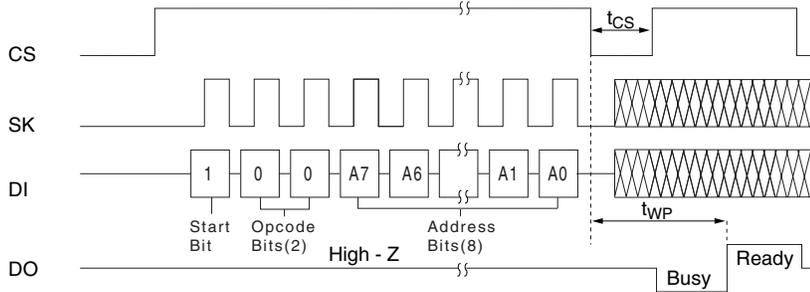 CS
tCS
SK
DI
1 0 0 A7 A6 A1 A0
Start
Bit
Opcode
Bits(2)
Address
Bits(8)
tWP
High - Z
DO
Busy
Ready